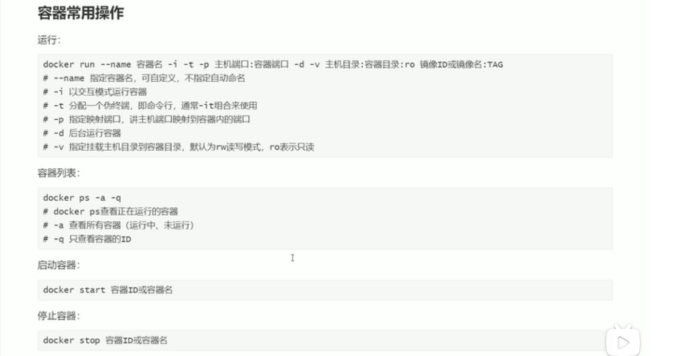 容器常用操作
运行：
docker run --name 容器名 -i -t -p 主机端口:容器端口 -d -v 主机目录:容器目录:ro 镜像ID或镜像名:TAG
# --name 指定容器名，可自定义，不指定自动命名
# -i 以交互模式运行容器
# -t 分配一个伪终端，即命令行，通常-it组合来使用
# -p 指定映射端口，讲主机端口映射到容器内的端口
# -d 后台运行容器
# -v 指定挂载主机目录到容器目录，默认为rw读写模式，ro表示只读
容器列表：
docker ps -a -q
# docker ps查看正在运行的容器
# -a 查看所有容器（运行中、未运行）
# -q 只查看容器的ID
启动容器：
docker start 容器ID或容器名
停止容器：
docker stop 容器ID或容器名